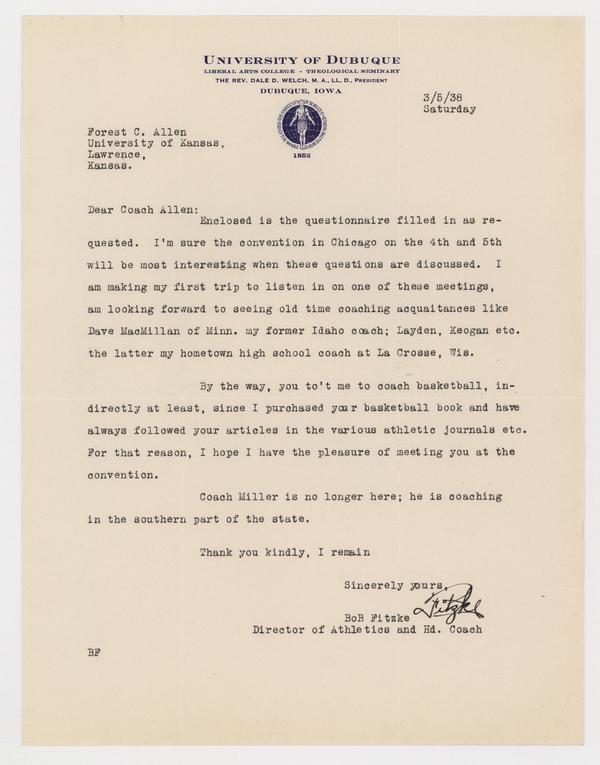 UNIVERSITY OF DUBUQUE
LIBERAL ARTS COLLEGE - THEOLOGICAL SEMINARY
THE REV. DALE D. WELCH, M. A., LL. D., PRESIDENT
DUBUQUE, IOWA
3/5/38
Saturday
1852
Forest C. Allen
University of Kansas,
Lawrence,
Kansas.
Dear Coach Allen:
Enclosed is the questionnaire filled in as re-
quested. I'm sure the convention in Chicago on the 4th and 5th
will be most interesting when these questions are discussed. I
am making my first trip to listen in on one of these meetings,
am looking forward to seeing old time coaching acquaitances like
Dave MacMillan of Minn. my former Idaho coach; Layden, Keogan etc.
the latter my hometown high school coach at La Crosse, Wis.
By the way, you to't me to coach basketball, in-
directly at least, since I purchased your basketball book and have
always followed your articles in the various athletic journals etc.
For that reason, I hope I have the pleasure of meeting you at the
convention.
Coach Miller is no longer here; he is coaching
in the southern part of the state.
Thank you kindly, I remain
Sincerely yours,
Fitzke
BoB Fitzke
Director of Athletics and Hd. Coach
BF